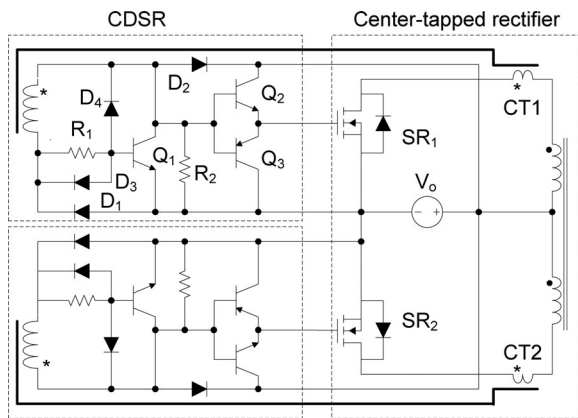 CDSR
Center-tapped rectifier
D2
*
D4
Q2
*
CT1
R1
Q1
SR1
Q3
D3
R2
Vo
D1
- +
SR2
*
CT2
*